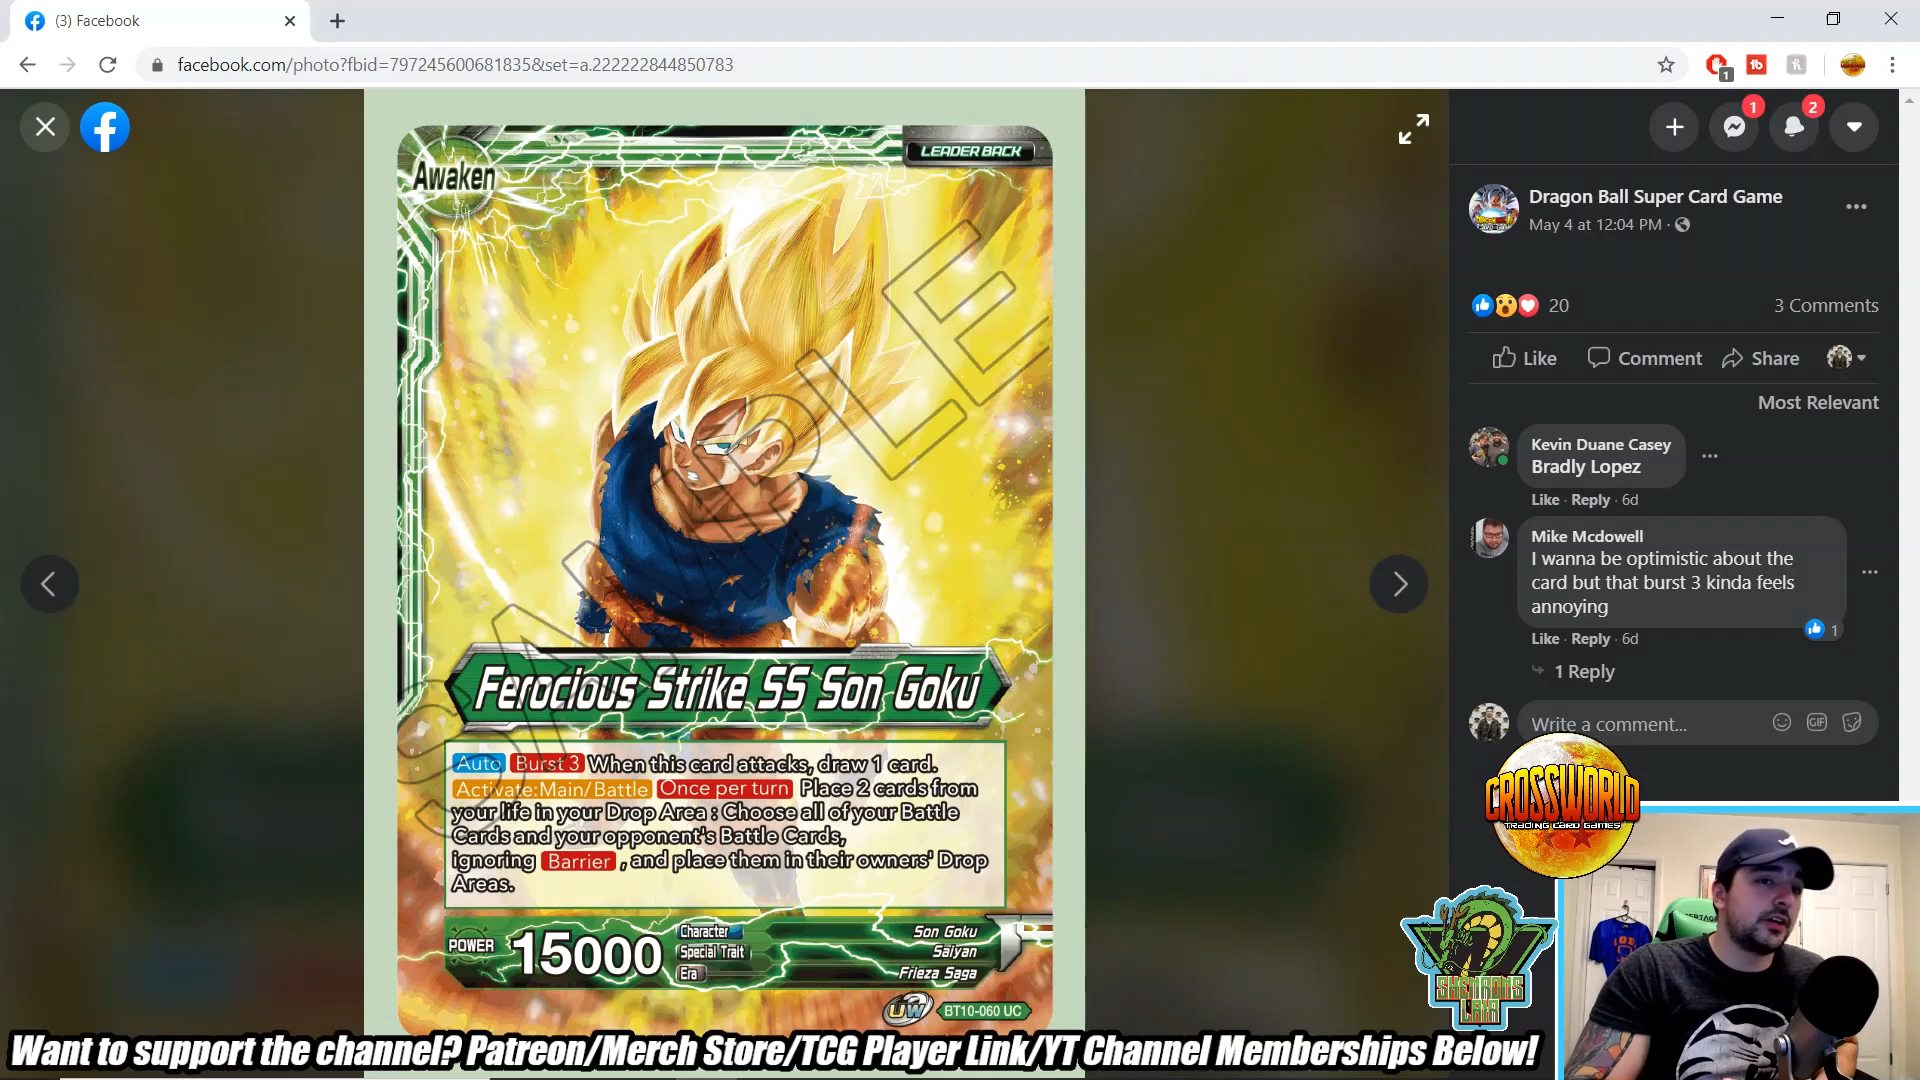 (3) Facebook
facebook.com/photo?fbid=797245600681835&set=a.222222844850783
1
Awaken
LEADER BACK
SAMPLE
Ferocious Strike SS Son Goku
Auto Burst 3 When this card attacks, draw 1 card.
Activate:Main/Battle Once per turn Place 2 cards from
your life in your Drop Area : Choose all of your Battle
Cards and your opponent's Battle Cards,
ignoring Barrier , and place them in their owners' Drop
Areas.
POWER 15000
Character Son Goku
Special Trait Saiyan
Era Frieza Saga
UW BT10-060 UC
1
2
Dragon Ball Super Card Game
May 4 at 12:04 PM ·
20
3 Comments
Like Comment Share
Most Relevant
Kevin Duane Casey
Bradly Lopez
Like · Reply · 6d
Mike Mcdowell
I wanna be optimistic about the
card but that burst 3 kinda feels
annoying
1
Like · Reply · 6d
1 Reply
Write a comment...
GIF
CROSSWORLD
TRADING CARD GAMES
SHENRONS
LAIR
Want to support the channel? Patreon/Merch Store/TCG Player Link/YT Channel Memberships Below!